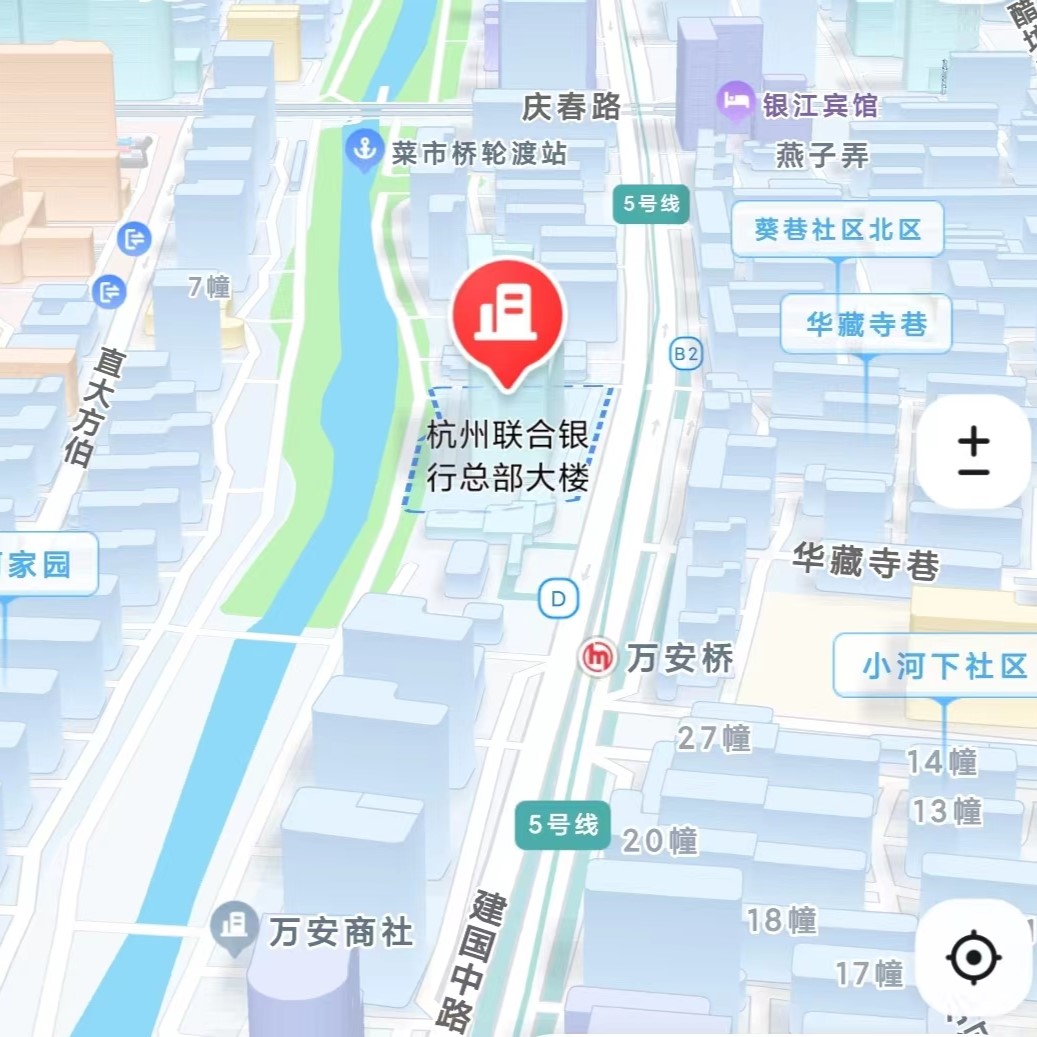 庆春路
银江宾馆
菜市桥轮渡站
燕子弄
5号线
葵巷社区北区
7幢
华藏寺巷
B2
直大方伯
杭州联合银
行总部大楼
家园
华藏寺巷
D
万安桥
小河下社区
27幢
14幢
13幢
5号线
20幢
18幢
万安商社
建国中路
17幢